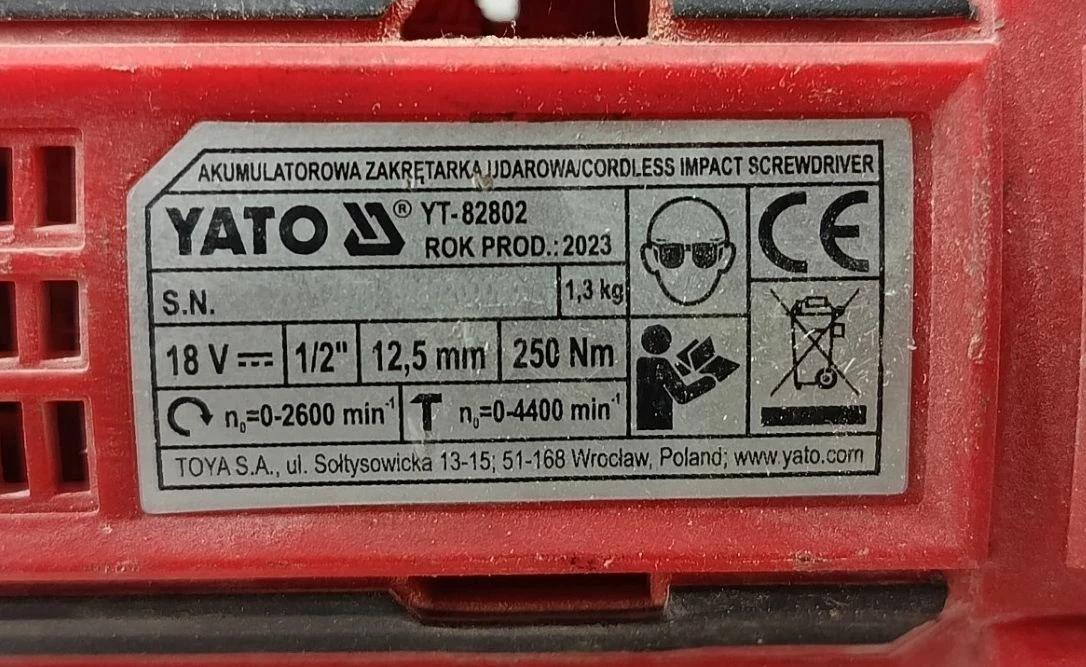 AKUMULATOROWA ZAKRĘTARKA UDAROWA/CORDLESS IMPACT SCREWDRIVER
YATO ® YT-82802
ROK PROD.: 2023
CE
S.N.
1,3 kg
18 V 1/2" 12,5 mm 250 Nm
n₀=0-2600 min⁻¹ n₀=0-4400 min⁻¹
TOYA S.A., ul. Sołtysowicka 13-15; 51-168 Wrocław, Poland; www.yato.com